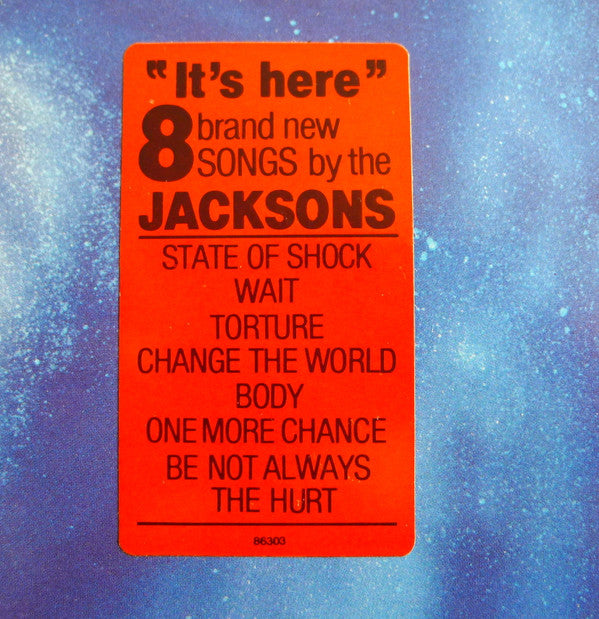 "It's here"
8 brand new
SONGS by the
JACKSONS
STATE OF SHOCK
WAIT
TORTURE
CHANGE THE WORLD
BODY
ONE MORE CHANCE
BE NOT ALWAYS
THE HURT
86303